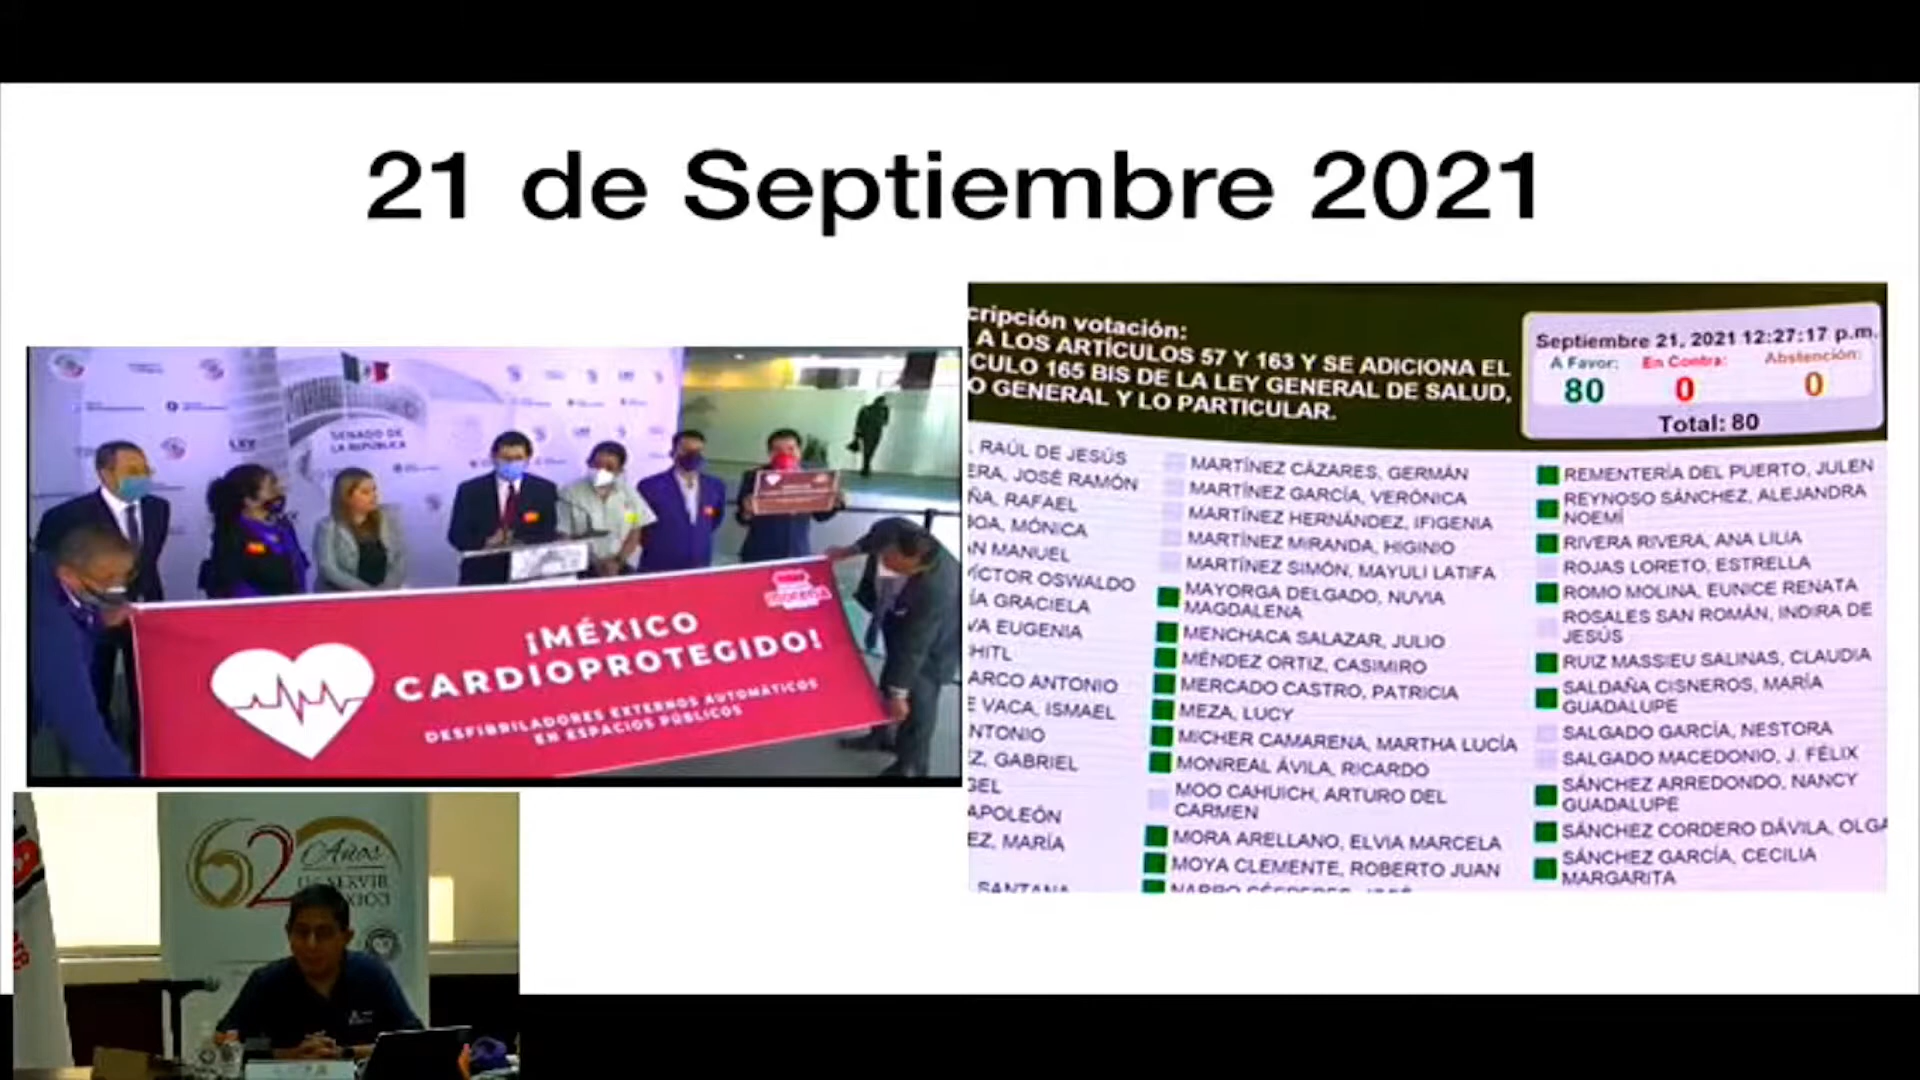 21 de Septiembre 2021
SENADO DE
LA REPÚBLICA
morena
¡MÉXICO
CARDIOPROTEGIDO!
DESFIBRILADORES EXTERNOS AUTOMÁTICOS
EN ESPACIOS PÚBLICOS
62 Años
DE SERVIR
cripción votación:
A LOS ARTÍCULOS 57 Y 163 Y SE ADICIONA EL
CULO 165 BIS DE LA LEY GENERAL DE SALUD,
O GENERAL Y LO PARTICULAR.
Septiembre 21, 2021 12:27:17 p.m.
A Favor: En Contra: Abstención:
80 0 0
Total: 80
. RAÚL DE JESÚS
ERA, JOSÉ RAMÓN
ÑA, RAFAEL
BOA, MÓNICA
AN MANUEL
VÍCTOR OSWALDO
ÍA GRACIELA
VA EUGENIA
HITL
ARCO ANTONIO
E VACA, ISMAEL
NTONIO
EZ, GABRIEL
GEL
APOLEÓN
EZ, MARÍA
SANTANA
MARTÍNEZ CÁZARES, GERMÁN
MARTÍNEZ GARCÍA, VERÓNICA
MARTÍNEZ HERNÁNDEZ, IFIGENIA
MARTÍNEZ MIRANDA, HIGINIO
MARTÍNEZ SIMÓN, MAYULI LATIFA
MAYORGA DELGADO, NUVIA
MAGDALENA
MENCHACA SALAZAR, JULIO
MÉNDEZ ORTIZ, CASIMIRO
MERCADO CASTRO, PATRICIA
MEZA, LUCY
MICHER CAMARENA, MARTHA LUCÍA
MONREAL ÁVILA, RICARDO
MOO CAHUICH, ARTURO DEL
CARMEN
MORA ARELLANO, ELVIA MARCELA
MOYA CLEMENTE, ROBERTO JUAN
REMENTERÍA DEL PUERTO, JULEN
REYNOSO SÁNCHEZ, ALEJANDRA
NOEMÍ
RIVERA RIVERA, ANA LILIA
ROJAS LORETO, ESTRELLA
ROMO MOLINA, EUNICE RENATA
ROSALES SAN ROMÁN, INDIRA DE
JESÚS
RUIZ MASSIEU SALINAS, CLAUDIA
SALDAÑA CISNEROS, MARÍA
GUADALUPE
SALGADO GARCÍA, NESTORA
SALGADO MACEDONIO, J. FÉLIX
SÁNCHEZ ARREDONDO, NANCY
GUADALUPE
SÁNCHEZ CORDERO DÁVILA, OLGA
SÁNCHEZ GARCÍA, CECILIA
MARGARITA